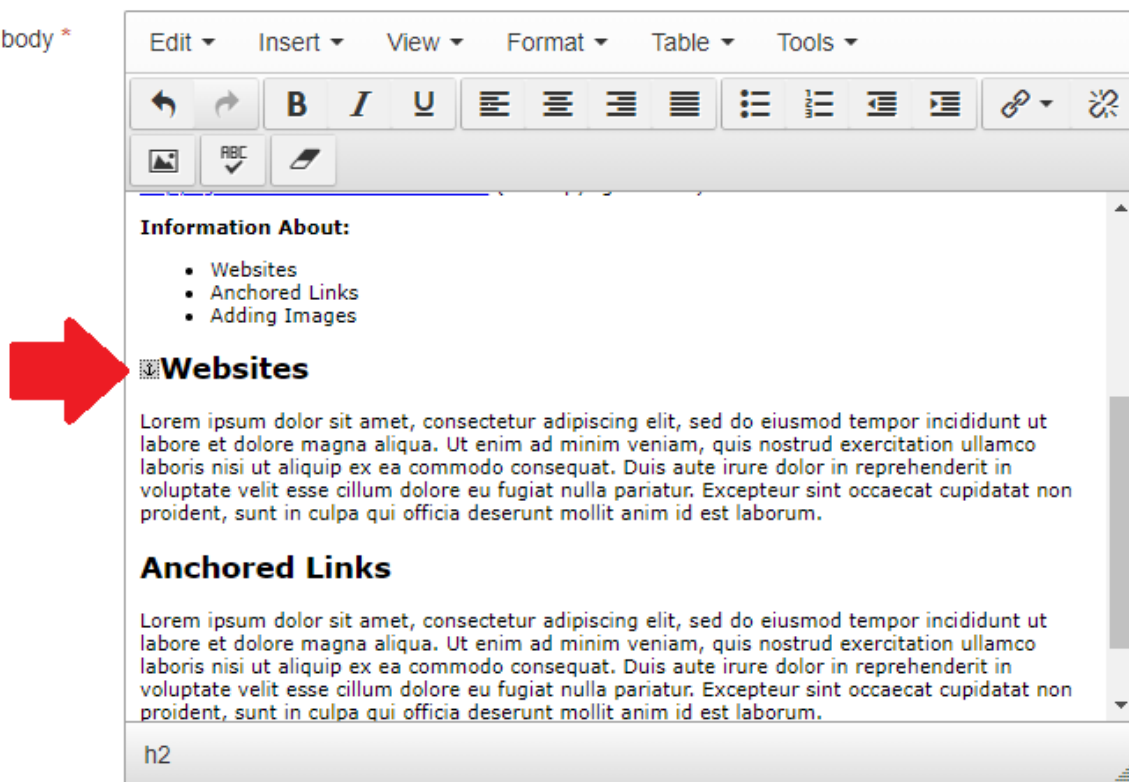 body *
Edit Insert View Format Table Tools
B I U
ABC
Information About:
Websites
Anchored Links
Adding Images
Websites
Lorem ipsum dolor sit amet, consectetur adipiscing elit, sed do eiusmod tempor incididunt ut
labore et dolore magna aliqua. Ut enim ad minim veniam, quis nostrud exercitation ullamco
laboris nisi ut aliquip ex ea commodo consequat. Duis aute irure dolor in reprehenderit in
voluptate velit esse cillum dolore eu fugiat nulla pariatur. Excepteur sint occaecat cupidatat non
proident, sunt in culpa qui officia deserunt mollit anim id est laborum.
Anchored Links
Lorem ipsum dolor sit amet, consectetur adipiscing elit, sed do eiusmod tempor incididunt ut
labore et dolore magna aliqua. Ut enim ad minim veniam, quis nostrud exercitation ullamco
laboris nisi ut aliquip ex ea commodo consequat. Duis aute irure dolor in reprehenderit in
voluptate velit esse cillum dolore eu fugiat nulla pariatur. Excepteur sint occaecat cupidatat non
proident, sunt in culpa qui officia deserunt mollit anim id est laborum.
h2